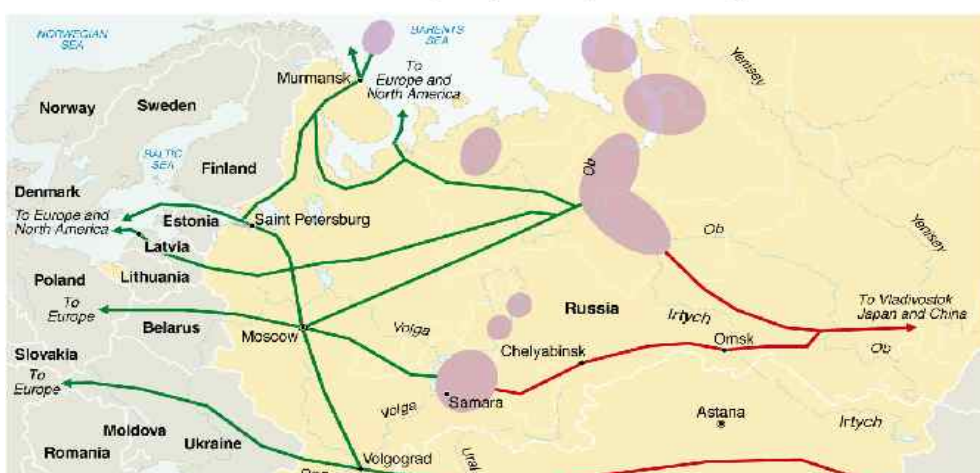 NORWEGIAN
SEA
BARENTS
SEA
Yenisey
Murmansk
To
Europe and
North America
Norway
Sweden
BALTIC
SEA
Finland
Ob
Denmark
To Europe and
North America
Estonia
Saint Petersburg
Latvia
Ob
Yenisey
Poland
Lithuania
To
Europe
Russia
Irtych
To Vladivostok
Japan and China
Belarus
Moscow
Volga
Omsk
Ob
Slovakia
Chelyabinsk
To
Europe
Samara
Volga
Astana
Irtych
Moldova
Ukraine
Romania
Volgograd
Ural